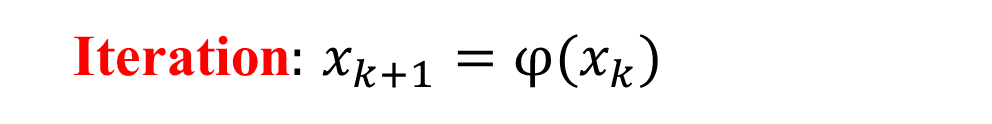 Iteration: $x_{k+1} = φ(x_k)$